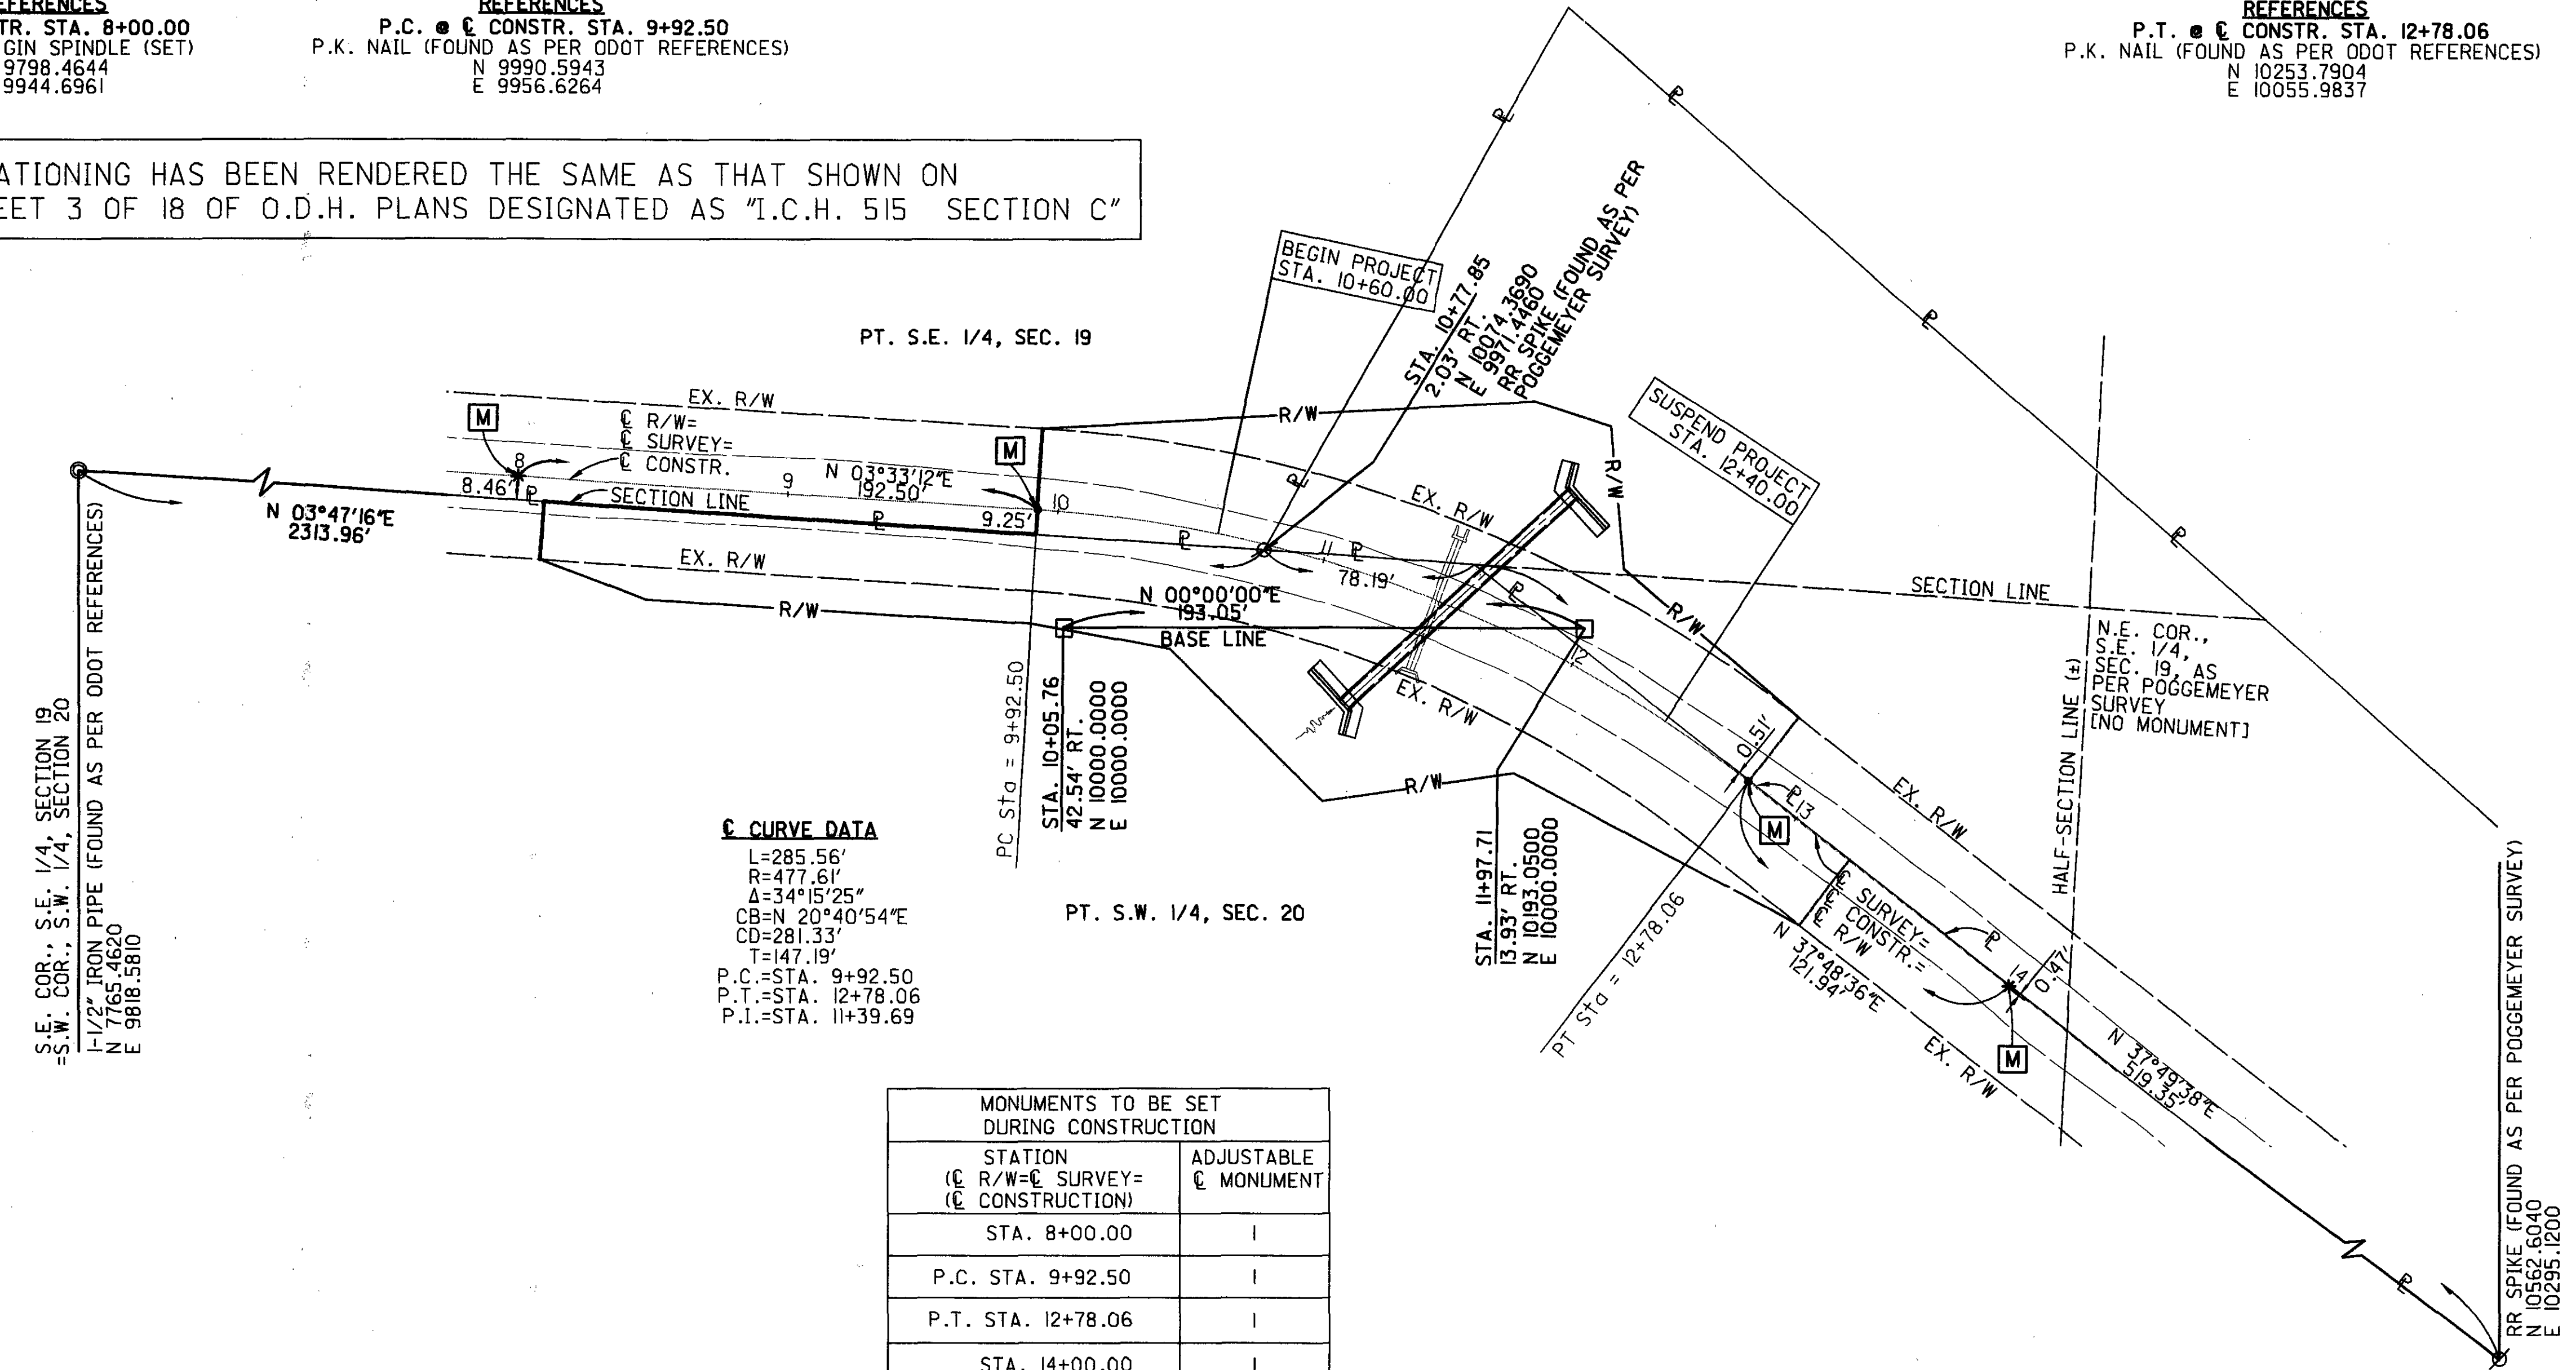 REFERENCES
TR. STA. 8+00.00
GIN SPINDLE (SET)
9798.4644
9944.6961
REFERENCES
P.C. @ ℄ CONSTR. STA. 9+92.50
P.K. NAIL (FOUND AS PER ODOT REFERENCES)
N 9990.5943
E 9956.6264
REFERENCES
P.T. @ ℄ CONSTR. STA. 12+78.06
P.K. NAIL (FOUND AS PER ODOT REFERENCES)
N 10253.7904
E 10055.9837
ATIONING HAS BEEN RENDERED THE SAME AS THAT SHOWN ON
EET 3 OF 18 OF O.D.H. PLANS DESIGNATED AS "I.C.H. 515 SECTION C"
BEGIN PROJECT
STA. 10+60.00
STA. 10+77.85
2.03' RT.
N 10074.3690
E 9971.4460
RR SPIKE (FOUND AS PER
POGGEMEYER SURVEY)
PT. S.E. 1/4, SEC. 19
SUSPEND PROJECT
STA. 12+40.00
EX. R/W
R/W
R/W
M
℄ R/W=
℄ SURVEY=
℄ CONSTR.
M
8
9
10
11
12
13
14
N 03°33'12"E
192.50'
8.46'
SECTION LINE
9.25'
N 03°47'16"E
2313.96'
EX. R/W
EX. R/W
R/W
78.19'
N 00°00'00"E
193.05'
BASE LINE
SECTION LINE
R/W
R/W
EX. R/W
R/W
N.E. COR.,
S.E. 1/4,
SEC. 19, AS
PER POGGEMEYER
SURVEY
[NO MONUMENT]
HALF-SECTION LINE (±)
S.E. COR., S.E. 1/4, SECTION 19
=S.W. COR., S.W. 1/4, SECTION 20
1-1/2" IRON PIPE (FOUND AS PER ODOT REFERENCES)
N 7765.4620
E 9818.5810
PC Sta = 9+92.50
STA. 10+05.76
42.54' RT.
N 10000.0000
E 10000.0000
℄ CURVE DATA
L=285.56'
R=477.61'
Δ=34°15'25"
CB=N 20°40'54"E
CD=281.33'
T=147.19'
P.C.=STA. 9+92.50
P.T.=STA. 12+78.06
P.I.=STA. 11+39.69
PT. S.W. 1/4, SEC. 20
STA. 11+97.71
13.93' RT.
N 10193.0500
E 10000.0000
PT Sta = 12+78.06
0.51'
M
EX. R/W
℄ SURVEY=
℄ CONSTR.=
℄ R/W
N 37°48'36"E
121.94'
0.47'
M
EX. R/W
N 37°49'38"E
519.35'
RR SPIKE (FOUND AS PER POGGEMEYER SURVEY)
N 10562.6040
E 10295.1200
MONUMENTS TO BE SET
DURING CONSTRUCTION
STATION
(℄ R/W=℄ SURVEY=
(℄ CONSTRUCTION)
ADJUSTABLE
℄ MONUMENT
STA. 8+00.00 1
P.C. STA. 9+92.50 1
P.T. STA. 12+78.06 1
STA. 14+00.00 1